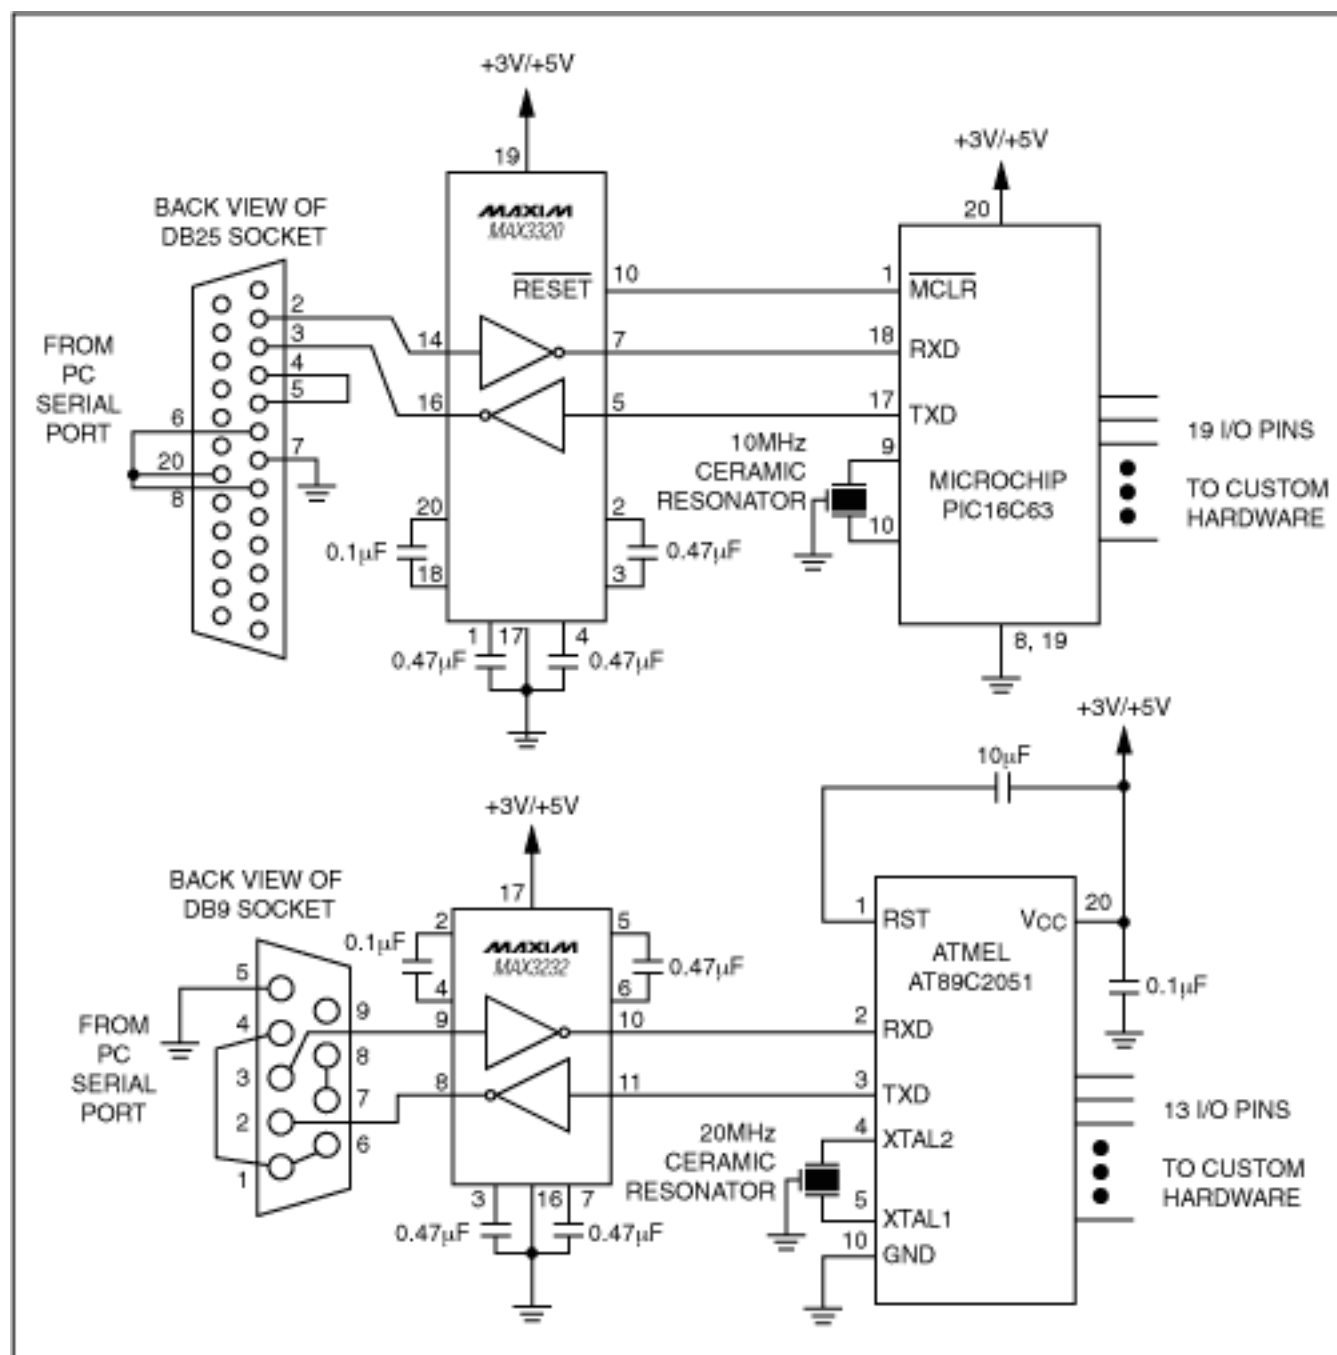 +3V/+5V
19
MAXIM
MAX3320
RESET
10
14
7
16
5
20
18
0.1µF
2
3
0.47µF
1
17
4
0.47µF
0.47µF
BACK VIEW OF
DB25 SOCKET
FROM
PC
SERIAL
PORT
2
3
4
5
6
7
20
8
+3V/+5V
20
1
MCLR
18
RXD
17
TXD
9
10MHz
CERAMIC
RESONATOR
10
MICROCHIP
PIC16C63
8, 19
19 I/O PINS
TO CUSTOM
HARDWARE
+3V/+5V
17
MAXIM
MAX3232
2
4
0.1µF
5
6
0.47µF
9
10
8
11
3
16
7
0.47µF
0.47µF
BACK VIEW OF
DB9 SOCKET
FROM
PC
SERIAL
PORT
5
4
3
2
1
9
8
7
6
+3V/+5V
10µF
1
RST
VCC
20
ATMEL
AT89C2051
0.1µF
2
RXD
3
TXD
4
XTAL2
20MHz
CERAMIC
RESONATOR
5
XTAL1
10
GND
13 I/O PINS
TO CUSTOM
HARDWARE